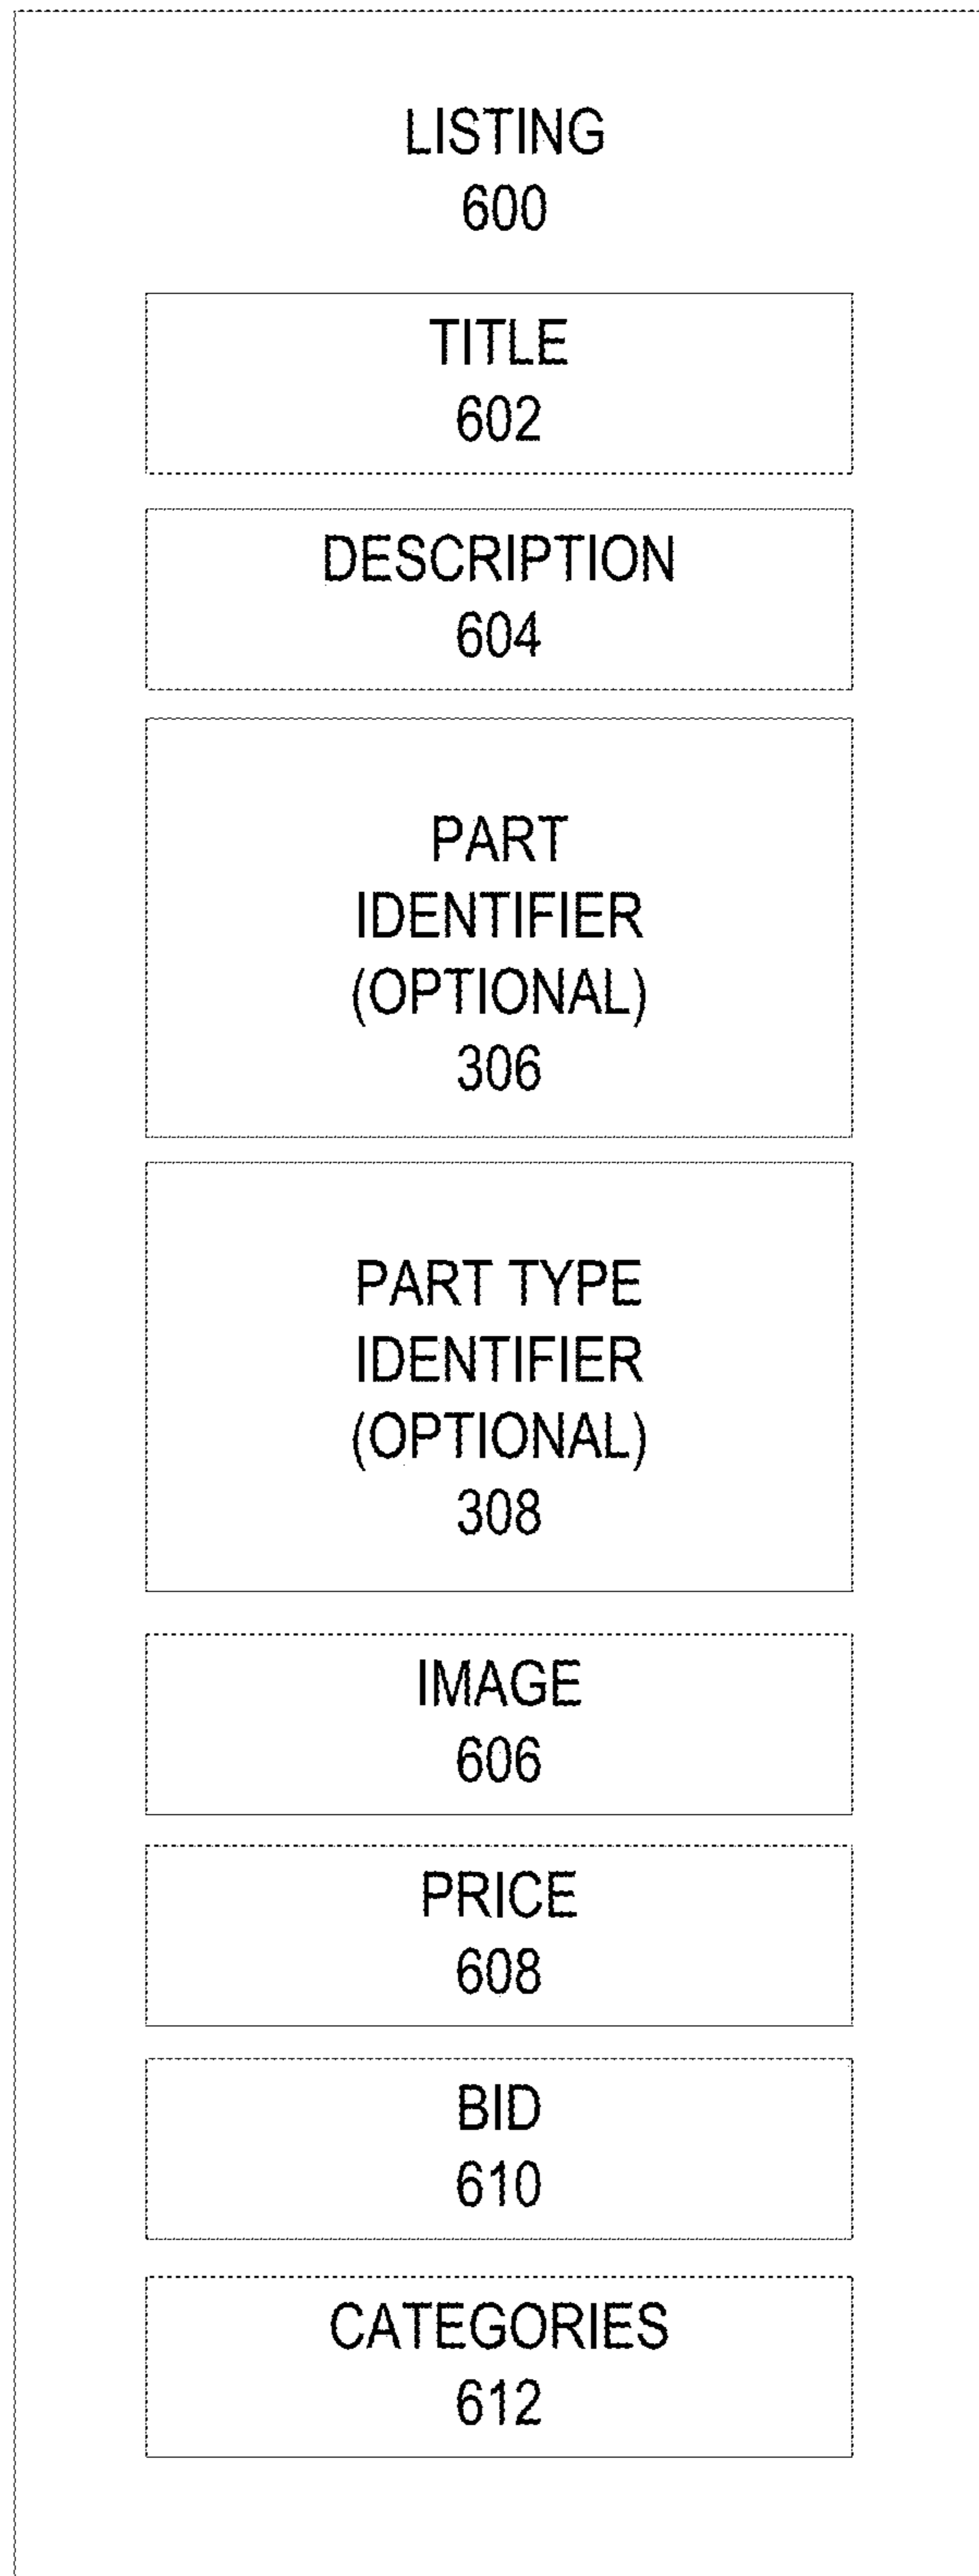 LISTING
600
TITLE
602
DESCRIPTION
604
PART
IDENTIFIER
(OPTIONAL)
306
PART TYPE
IDENTIFIER
(OPTIONAL)
308
IMAGE
606
PRICE
608
BID
610
CATEGORIES
612